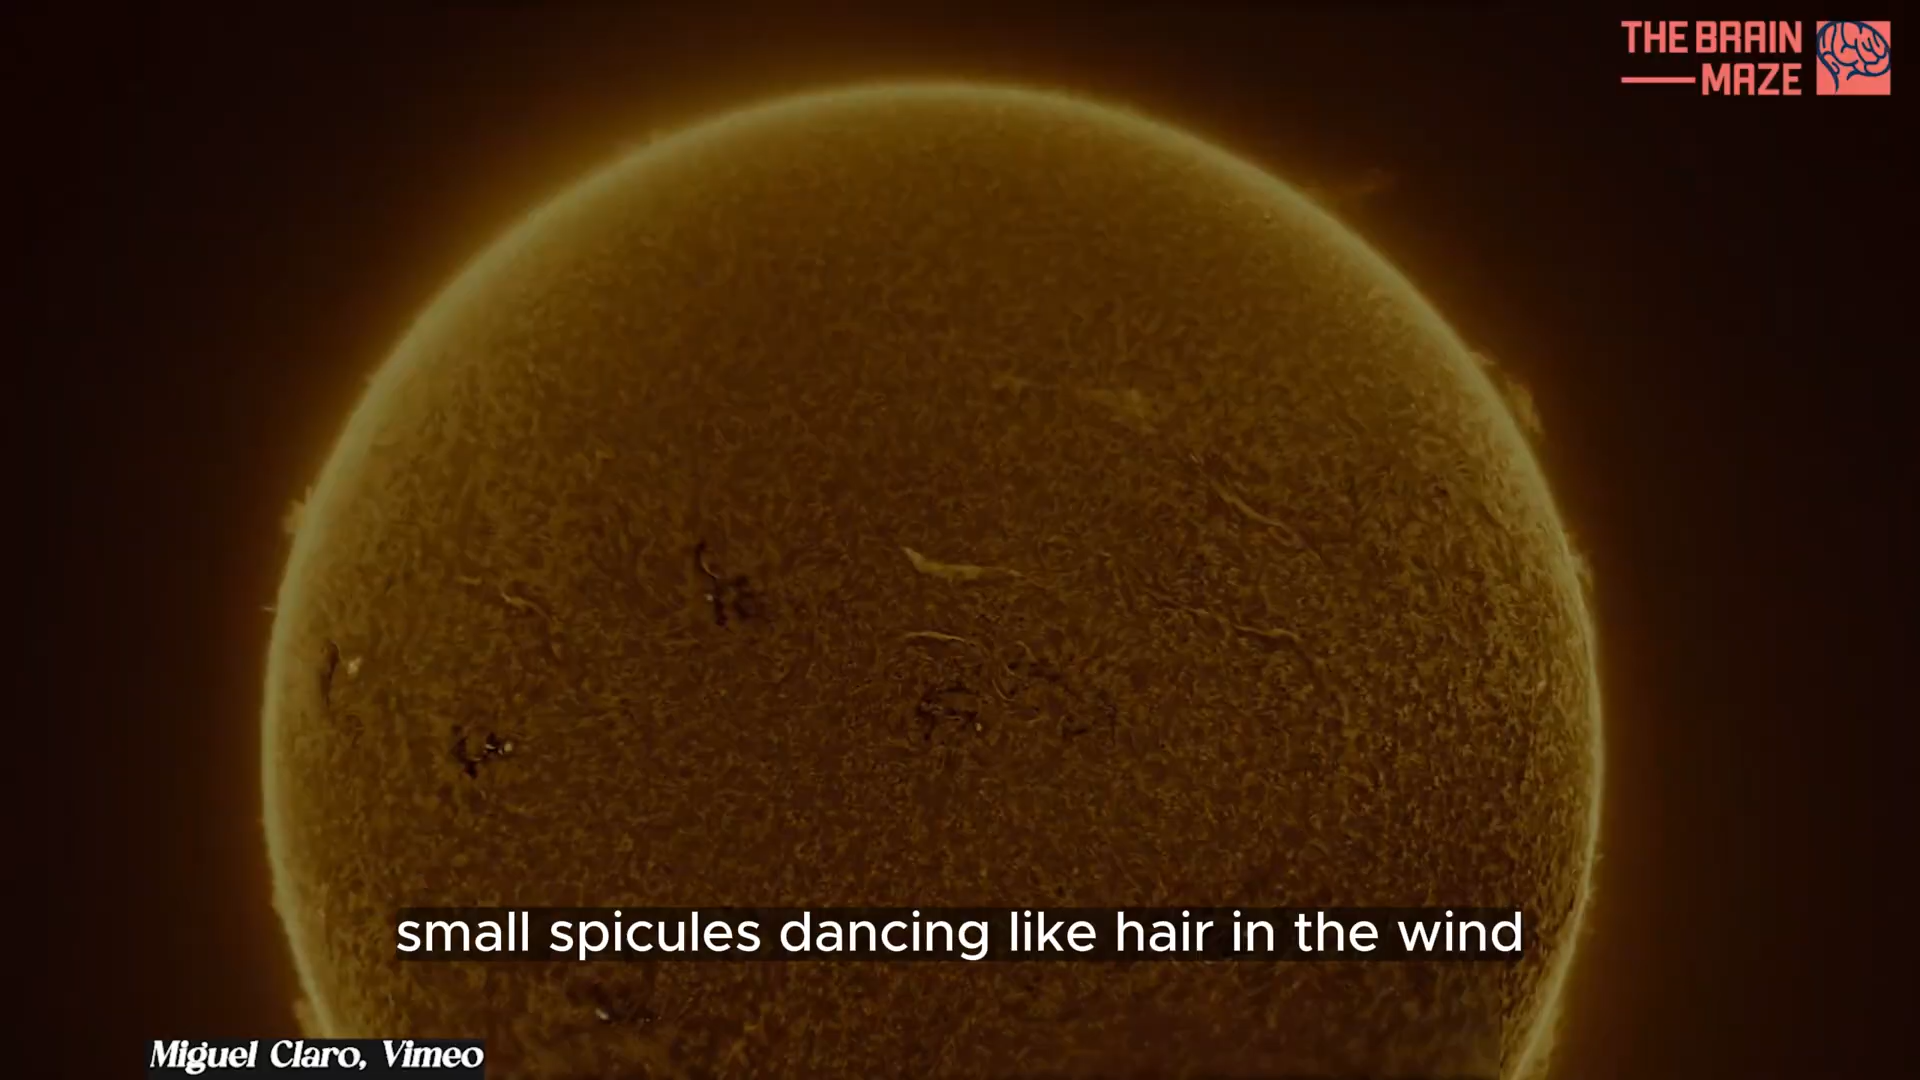 THE BRAIN
MAZE
small spicules dancing like hair in the wind
Miguel Claro, Vimeo